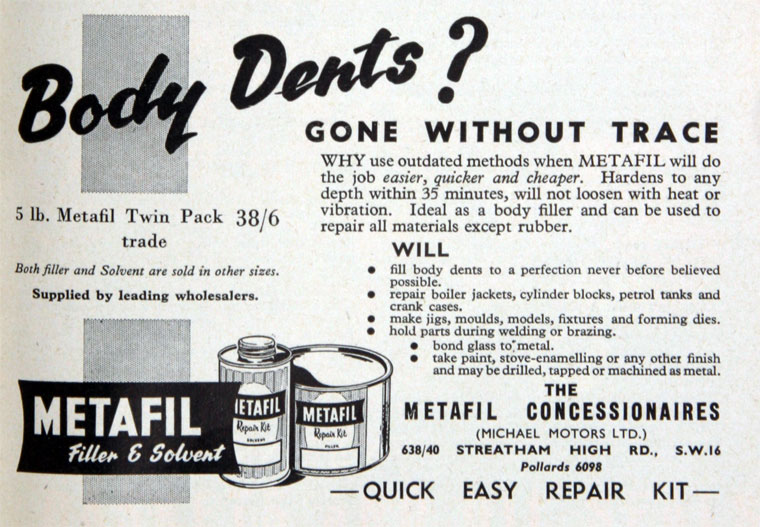 Body Dents?
GONE WITHOUT TRACE
WHY use outdated methods when METAFIL will do
the job easier, quicker and cheaper. Hardens to any
depth within 35 minutes, will not loosen with heat or
vibration. Ideal as a body filler and can be used to
repair all materials except rubber.
5 lb. Metafil Twin Pack 38/6
trade
Both filler and Solvent are sold in other sizes.
Supplied by leading wholesalers.
WILL
• fill body dents to a perfection never before believed
possible.
• repair boiler jackets, cylinder blocks, petrol tanks and
crank cases.
• make jigs, moulds, models, fixtures and forming dies.
• hold parts during welding or brazing.
• bond glass to metal.
• take paint, stove-enamelling or any other finish
and may be drilled, tapped or machined as metal.
METAFIL
Filler & Solvent
METAFIL
Repair Kit
SOLVENT
METAFIL
Repair Kit
FILLER
THE
METAFIL CONCESSIONAIRES
(MICHAEL MOTORS LTD.)
638/40 STREATHAM HIGH RD., S.W.16
Pollards 6098
—QUICK EASY REPAIR KIT—